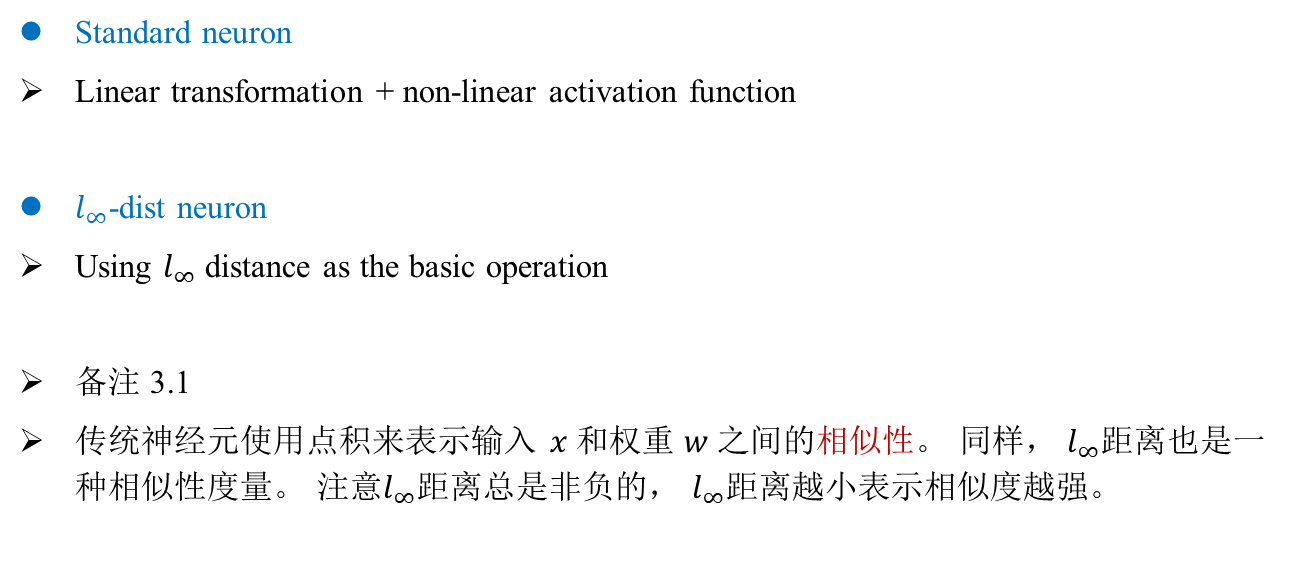 ● Standard neuron
➢ Linear transformation + non-linear activation function
● l∞-dist neuron
➢ Using l∞ distance as the basic operation
➢ 备注 3.1
➢ 传统神经元使用点积来表示输入 x 和权重 w 之间的相似性。 同样， l∞距离也是一
种相似性度量。 注意l∞距离总是非负的， l∞距离越小表示相似度越强。